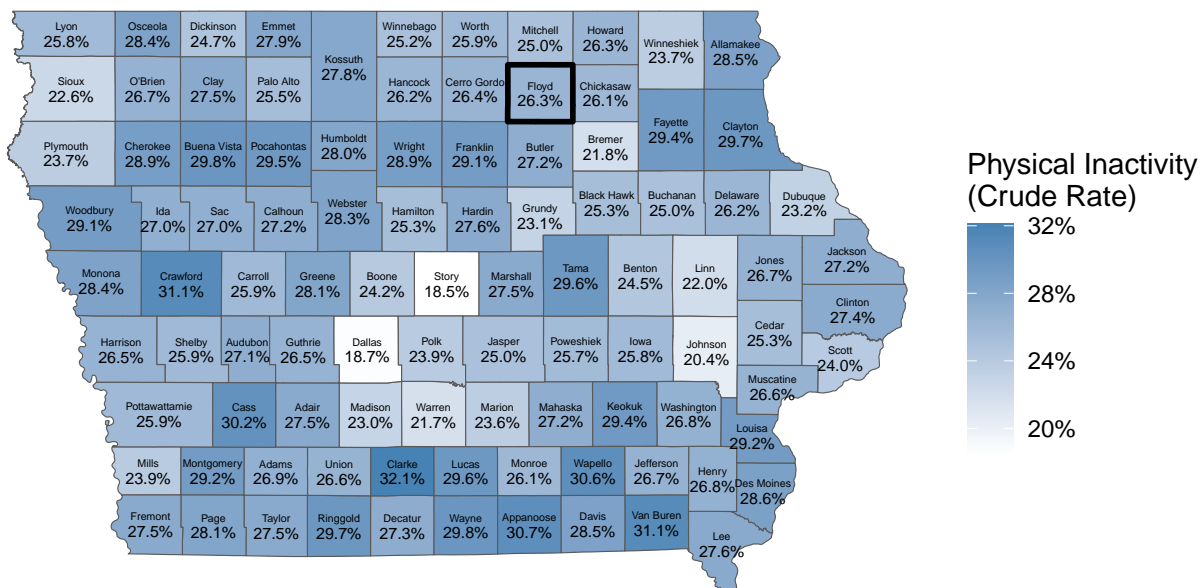 Lyon
25.8%
Osceola
28.4%
Dickinson
24.7%
Emmet
27.9%
Kossuth
27.8%
Winnebago
25.2%
Worth
25.9%
Mitchell
25.0%
Howard
26.3%
Winneshiek
23.7%
Allamakee
28.5%
Sioux
22.6%
O'Brien
26.7%
Clay
27.5%
Palo Alto
25.5%
Hancock
26.2%
Cerro Gordo
26.4%
Floyd
26.3%
Chickasaw
26.1%
Fayette
29.4%
Clayton
29.7%
Plymouth
23.7%
Cherokee
28.9%
Buena Vista
29.8%
Pocahontas
29.5%
Humboldt
28.0%
Wright
28.9%
Franklin
29.1%
Butler
27.2%
Bremer
21.8%
Woodbury
29.1%
Ida
27.0%
Sac
27.0%
Calhoun
27.2%
Webster
28.3%
Hamilton
25.3%
Hardin
27.6%
Grundy
23.1%
Black Hawk
25.3%
Buchanan
25.0%
Delaware
26.2%
Dubuque
23.2%
Monona
28.4%
Crawford
31.1%
Carroll
25.9%
Greene
28.1%
Boone
24.2%
Story
18.5%
Marshall
27.5%
Tama
29.6%
Benton
24.5%
Linn
22.0%
Jones
26.7%
Jackson
27.2%
Clinton
27.4%
Harrison
26.5%
Shelby
25.9%
Audubon
27.1%
Guthrie
26.5%
Dallas
18.7%
Polk
23.9%
Jasper
25.0%
Poweshiek
25.7%
Iowa
25.8%
Johnson
20.4%
Cedar
25.3%
Scott
24.0%
Muscatine
26.6%
Pottawattamie
25.9%
Cass
30.2%
Adair
27.5%
Madison
23.0%
Warren
21.7%
Marion
23.6%
Mahaska
27.2%
Keokuk
29.4%
Washington
26.8%
Louisa
29.2%
Mills
23.9%
Montgomery
29.2%
Adams
26.9%
Union
26.6%
Clarke
32.1%
Lucas
29.6%
Monroe
26.1%
Wapello
30.6%
Jefferson
26.7%
Henry
26.8%
Des Moines
28.6%
Fremont
27.5%
Page
28.1%
Taylor
27.5%
Ringgold
29.7%
Decatur
27.3%
Wayne
29.8%
Appanoose
30.7%
Davis
28.5%
Van Buren
31.1%
Lee
27.6%
Physical Inactivity
(Crude Rate)
32%
28%
24%
20%